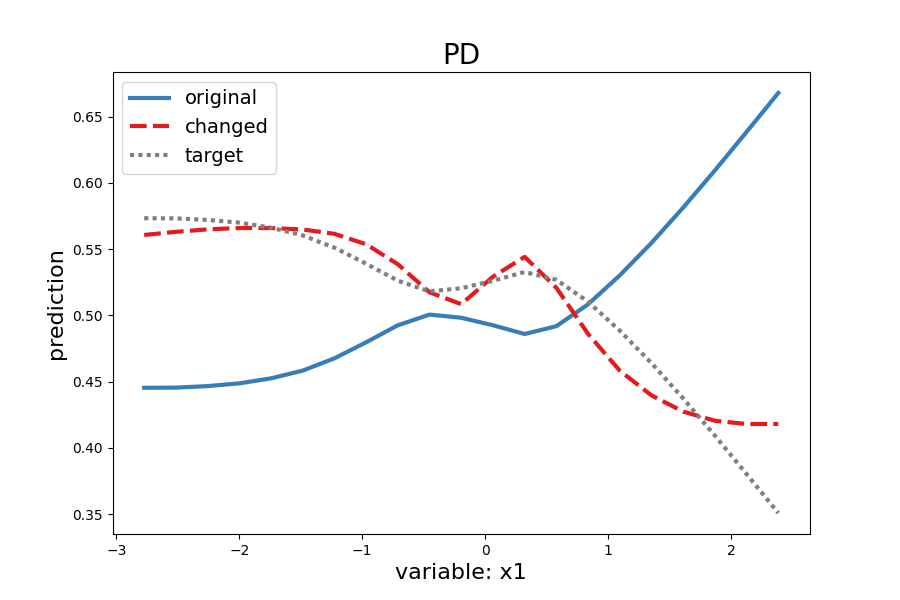 PD
original
changed
target
prediction
0.65
0.60
0.55
0.50
0.45
0.40
0.35
−3
−2
−1
0
1
2
variable: x1